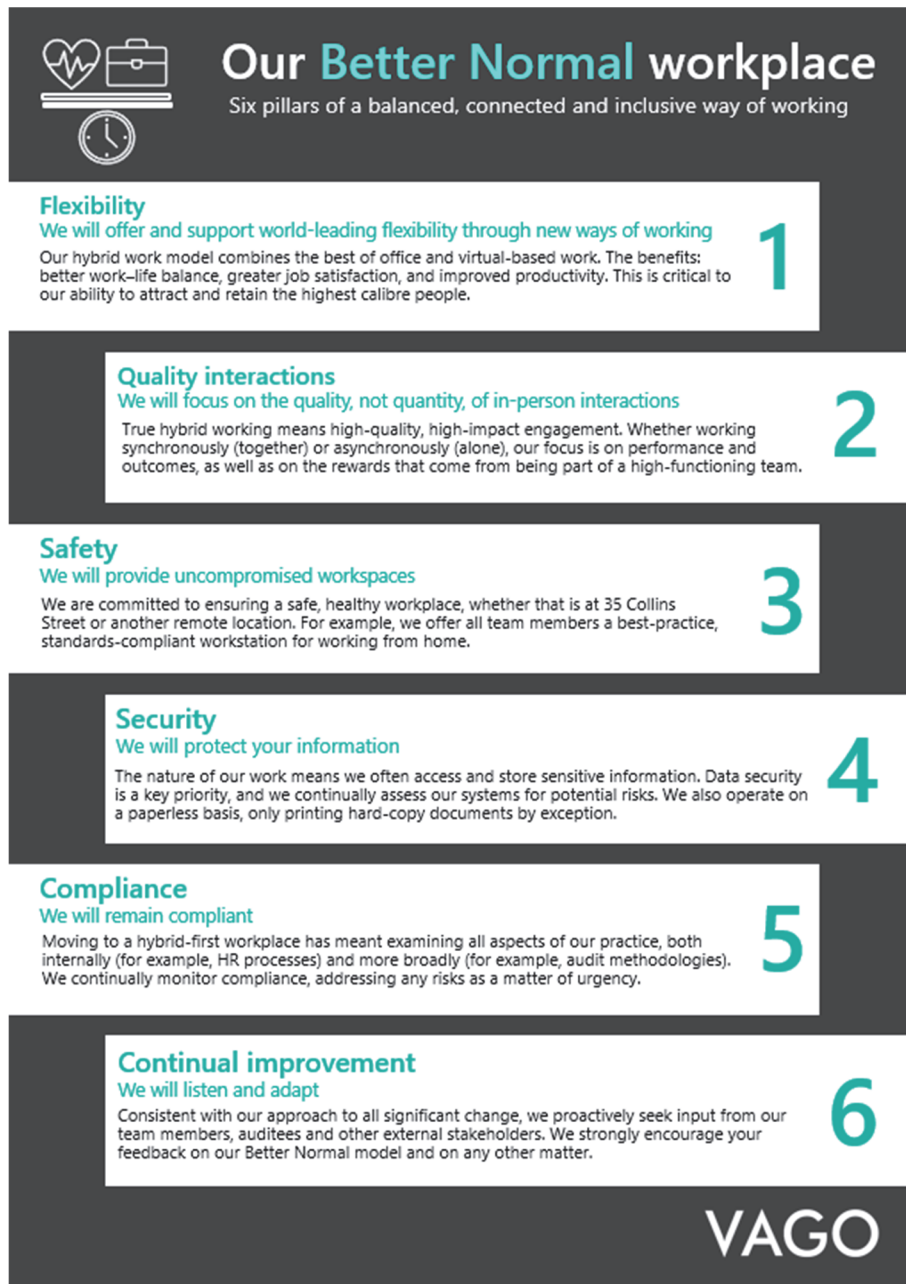 Our Better Normal workplace
Six pillars of a balanced, connected and inclusive way of working
Flexibility
We will offer and support world-leading flexibility through new ways of working
Our hybrid work model combines the best of office and virtual-based work. The benefits:
better work–life balance, greater job satisfaction, and improved productivity. This is critical to
our ability to attract and retain the highest calibre people.
1
Quality interactions
We will focus on the quality, not quantity, of in-person interactions
True hybrid working means high-quality, high-impact engagement. Whether working
synchronously (together) or asynchronously (alone), our focus is on performance and
outcomes, as well as on the rewards that come from being part of a high-functioning team.
2
Safety
We will provide uncompromised workspaces
We are committed to ensuring a safe, healthy workplace, whether that is at 35 Collins
Street or another remote location. For example, we offer all team members a best-practice,
standards-compliant workstation for working from home.
3
Security
We will protect your information
The nature of our work means we often access and store sensitive information. Data security
is a key priority, and we continually assess our systems for potential risks. We also operate on
a paperless basis, only printing hard-copy documents by exception.
4
Compliance
We will remain compliant
Moving to a hybrid-first workplace has meant examining all aspects of our practice, both
internally (for example, HR processes) and more broadly (for example, audit methodologies).
We continually monitor compliance, addressing any risks as a matter of urgency.
5
Continual improvement
We will listen and adapt
Consistent with our approach to all significant change, we proactively seek input from our
team members, auditees and other external stakeholders. We strongly encourage your
feedback on our Better Normal model and on any other matter.
6
VAGO